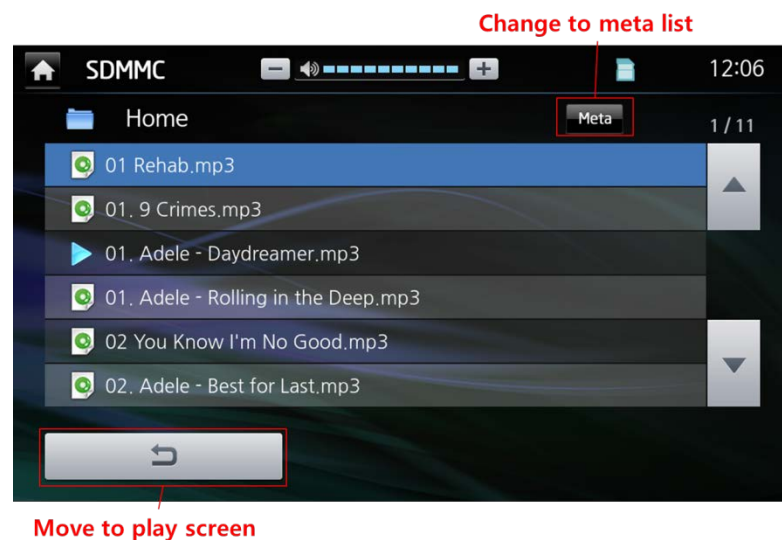 Change to meta list
SDMMC 12:06
Home Meta 1 / 11
01 Rehab.mp3
01. 9 Crimes.mp3
01. Adele - Daydreamer.mp3
01. Adele - Rolling in the Deep.mp3
02 You Know I'm No Good.mp3
02. Adele - Best for Last.mp3
Move to play screen